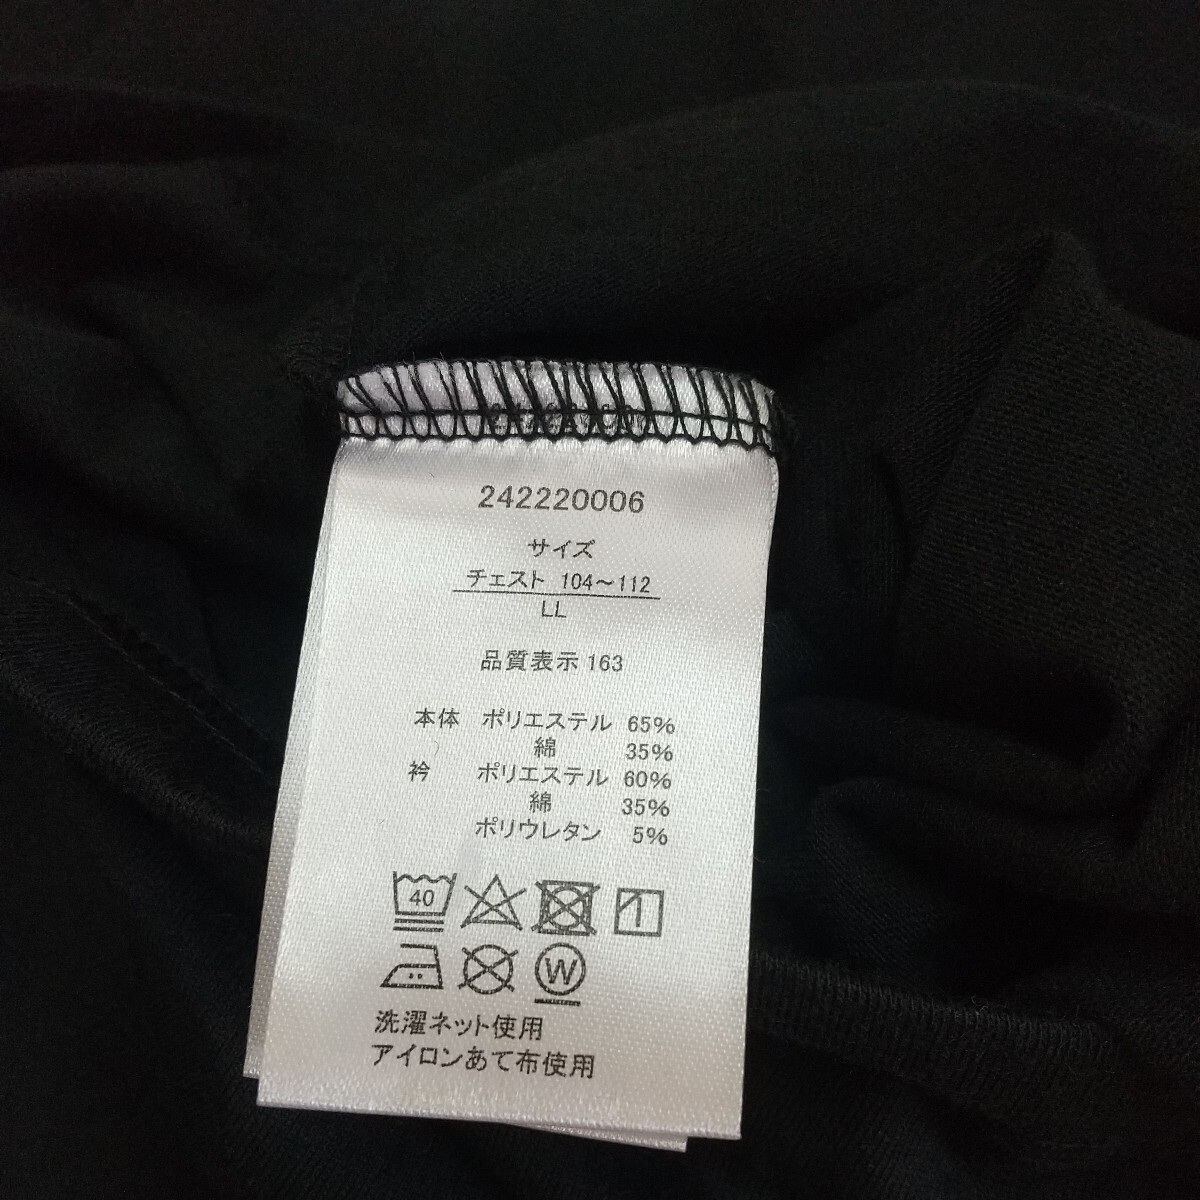 242220006
サイズ
チェスト 104～112
LL
品質表示 163
本体 ポリエステル 65%
綿 35%
衿 ポリエステル 60%
綿 35%
ポリウレタン 5%
40
W
洗濯ネット使用
アイロンあて布使用